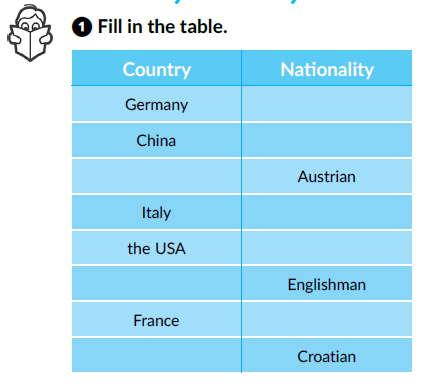 1 Fill in the table.
Country Nationality
Germany
China
Austrian
Italy
the USA
Englishman
France
Croatian